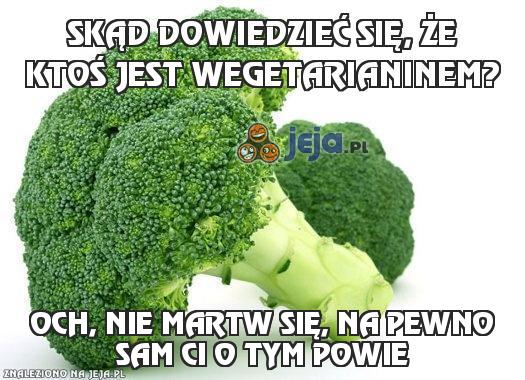 SKĄD DOWIEDZIEĆ SIĘ, ŻE
KTOŚ JEST WEGETARIANINEM?
jeja.pl
OCH, NIE MARTW SIĘ, NA PEWNO
SAM CI O TYM POWIE
ZNALEZIONO NA JEJA.PL